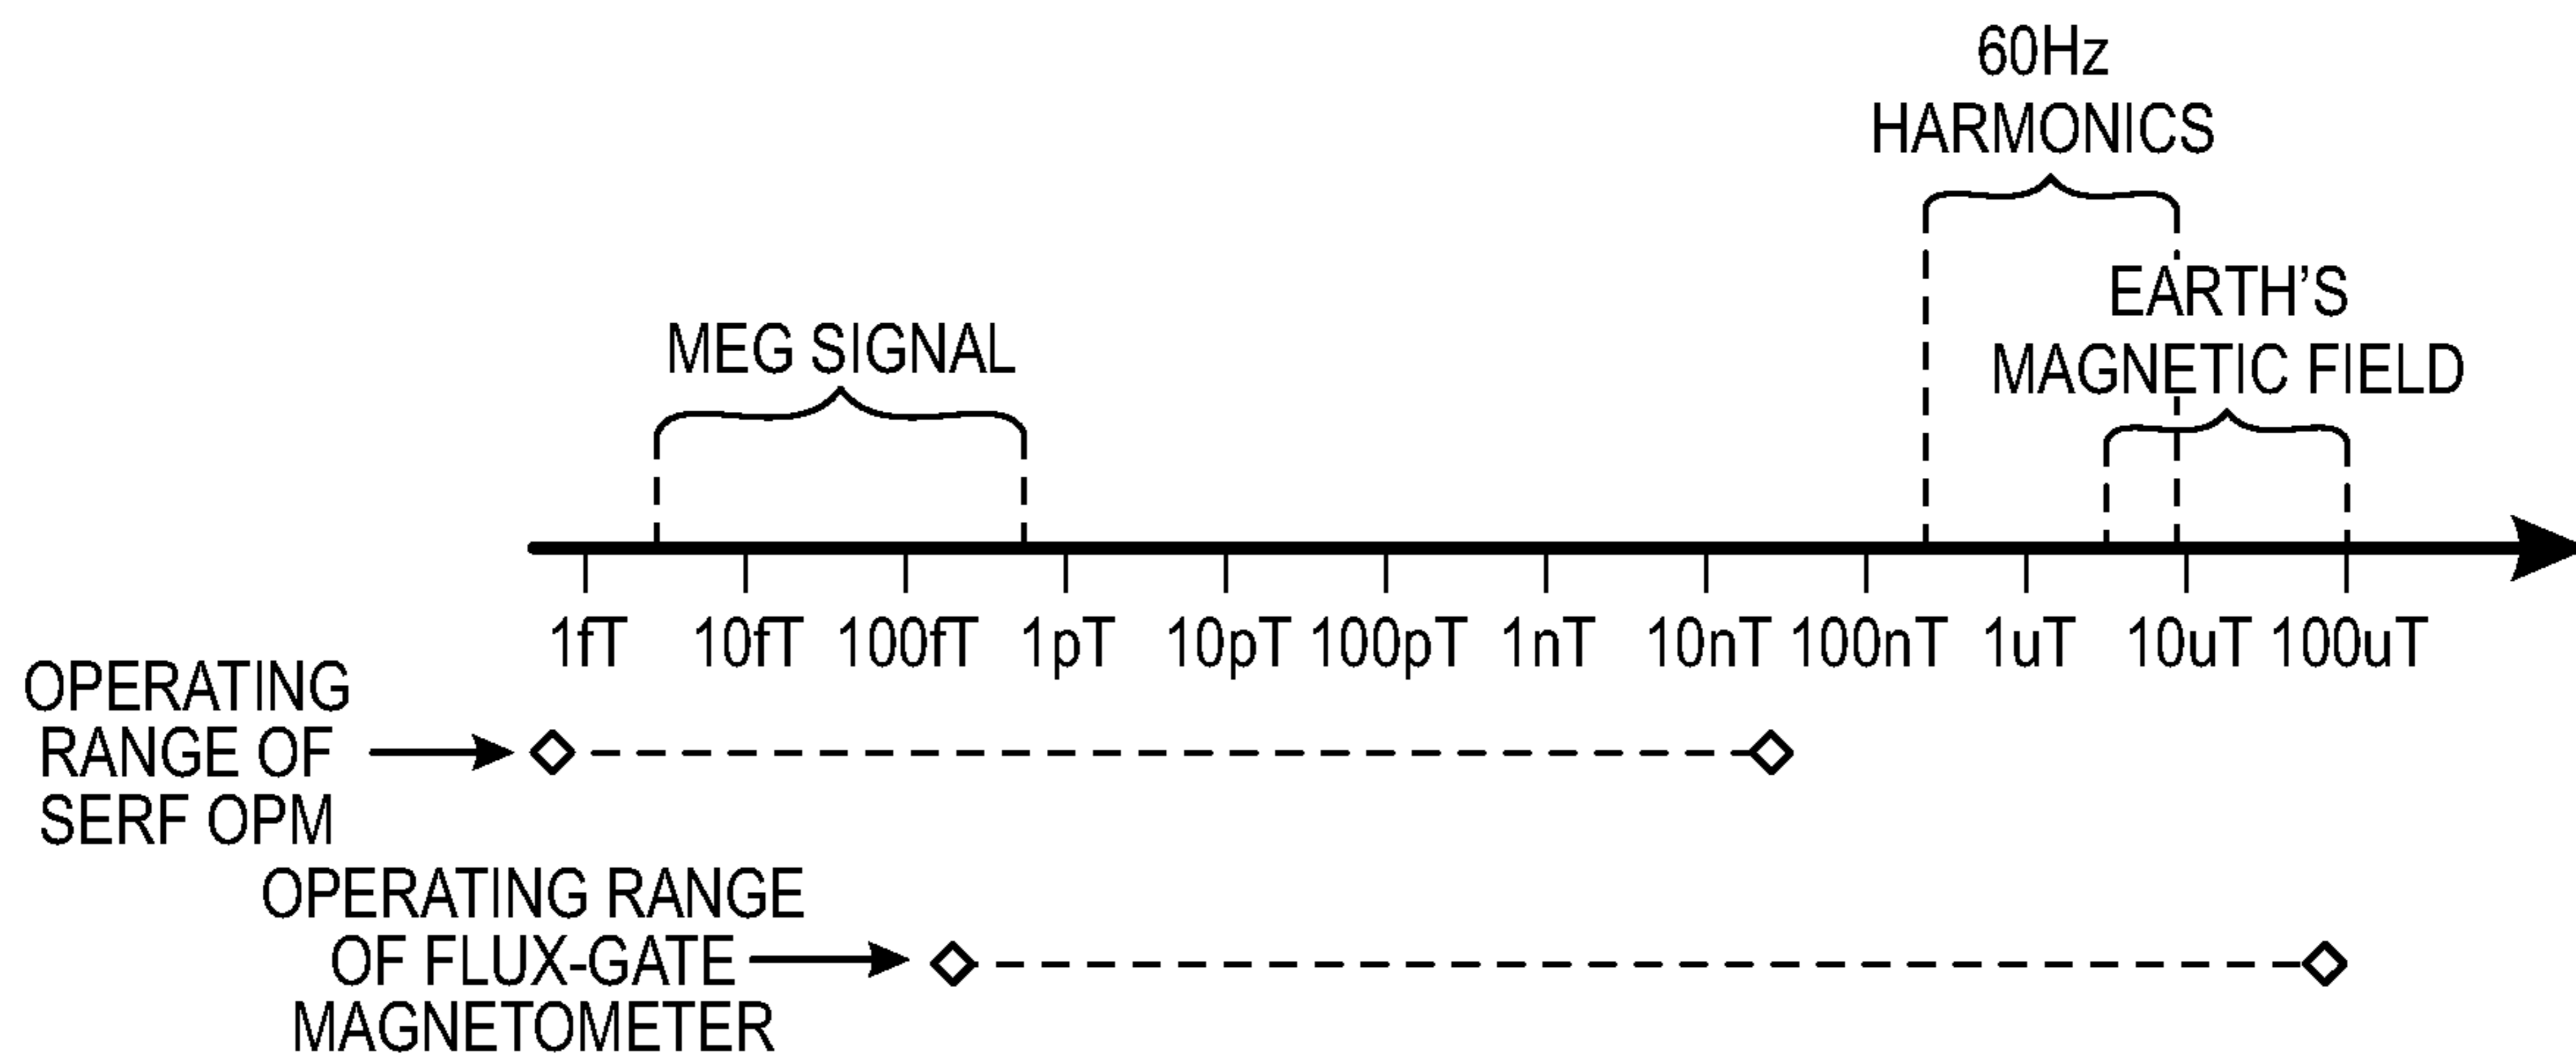 60Hz
HARMONICS
EARTH'S
MAGNETIC FIELD
MEG SIGNAL
1fT 10fT 100fT 1pT 10pT 100pT 1nT 10nT 100nT 1uT 10uT 100uT
OPERATING
RANGE OF
SERF OPM
OPERATING RANGE
OF FLUX-GATE
MAGNETOMETER